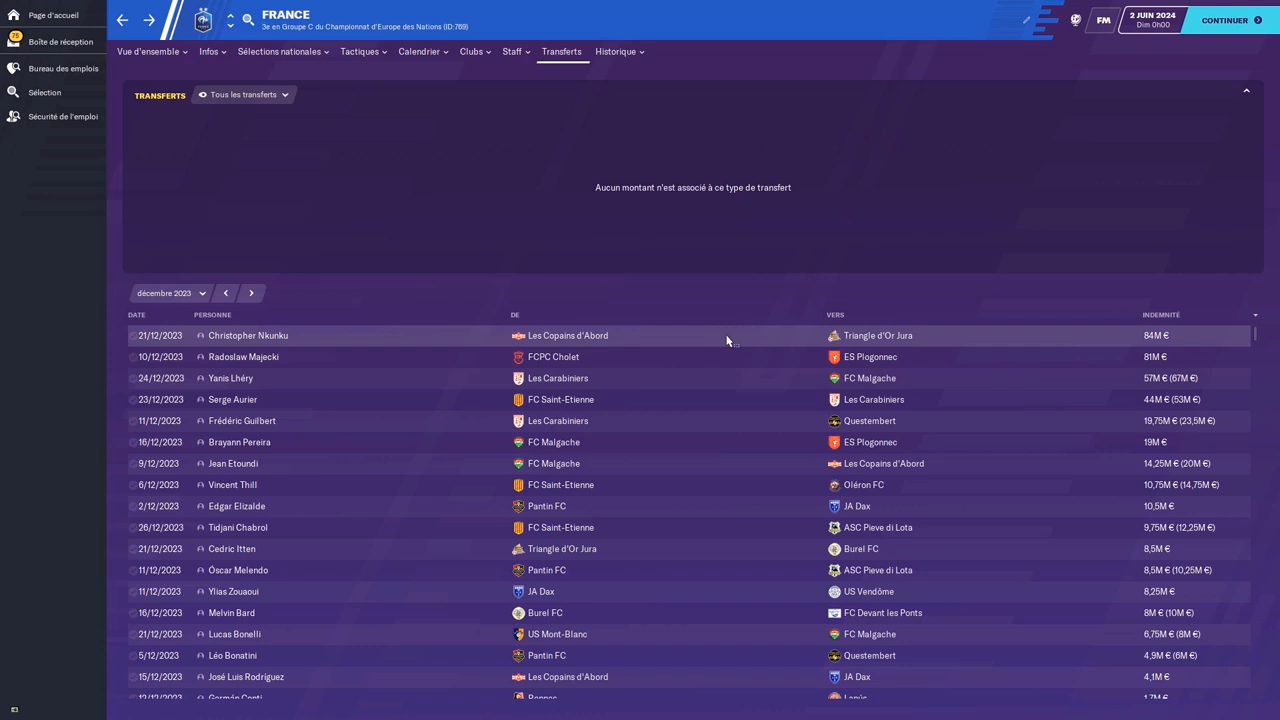 FRANCE
3e en Groupe C du Championnat d'Europe des Nations (ID:769)
FM
2 JUIN 2024
Dim 0h00
CONTINUER
Page d'accueil
75
Boîte de réception
Bureau des emplois
Sélection
Sécurité de l'emploi
Vue d'ensemble Infos Sélections nationales Tactiques Calendrier Clubs Staff Transferts Historique
TRANSFERTS Tous les transferts
Aucun montant n'est associé à ce type de transfert
décembre 2023
DATE PERSONNE DE VERS INDEMNITÉ
21/12/2023 Christopher Nkunku Les Copains d'Abord Triangle d'Or Jura 84M €
10/12/2023 Radoslaw Majecki FCPC Cholet ES Plogonnec 81M €
24/12/2023 Yanis Lhéry Les Carabiniers FC Malgache 57M € (67M €)
23/12/2023 Serge Aurier FC Saint-Etienne Les Carabiniers 44M € (53M €)
11/12/2023 Frédéric Guilbert Les Carabiniers Questembert 19,75M € (23,5M €)
16/12/2023 Brayann Pereira FC Malgache ES Plogonnec 19M €
9/12/2023 Jean Etoundi FC Malgache Les Copains d'Abord 14,25M € (20M €)
6/12/2023 Vincent Thill FC Saint-Etienne Oléron FC 10,75M € (14,75M €)
2/12/2023 Edgar Elizalde Pantin FC JA Dax 10,5M €
26/12/2023 Tidjani Chabrol FC Saint-Etienne ASC Pieve di Lota 9,75M € (12,25M €)
21/12/2023 Cedric Itten Triangle d'Or Jura Burel FC 8,5M €
11/12/2023 Óscar Melendo Pantin FC ASC Pieve di Lota 8,5M € (10,25M €)
11/12/2023 Ylias Zouaoui JA Dax US Vendôme 8,25M €
16/12/2023 Melvin Bard Burel FC FC Devant les Ponts 8M € (10M €)
21/12/2023 Lucas Bonelli US Mont-Blanc FC Malgache 6,75M € (8M €)
5/12/2023 Léo Bonatini Pantin FC Questembert 4,9M € (6M €)
15/12/2023 José Luis Rodríguez Les Copains d'Abord JA Dax 4,1M €
12/12/2023 Germán Conti Rennes Lanús 1,7M €